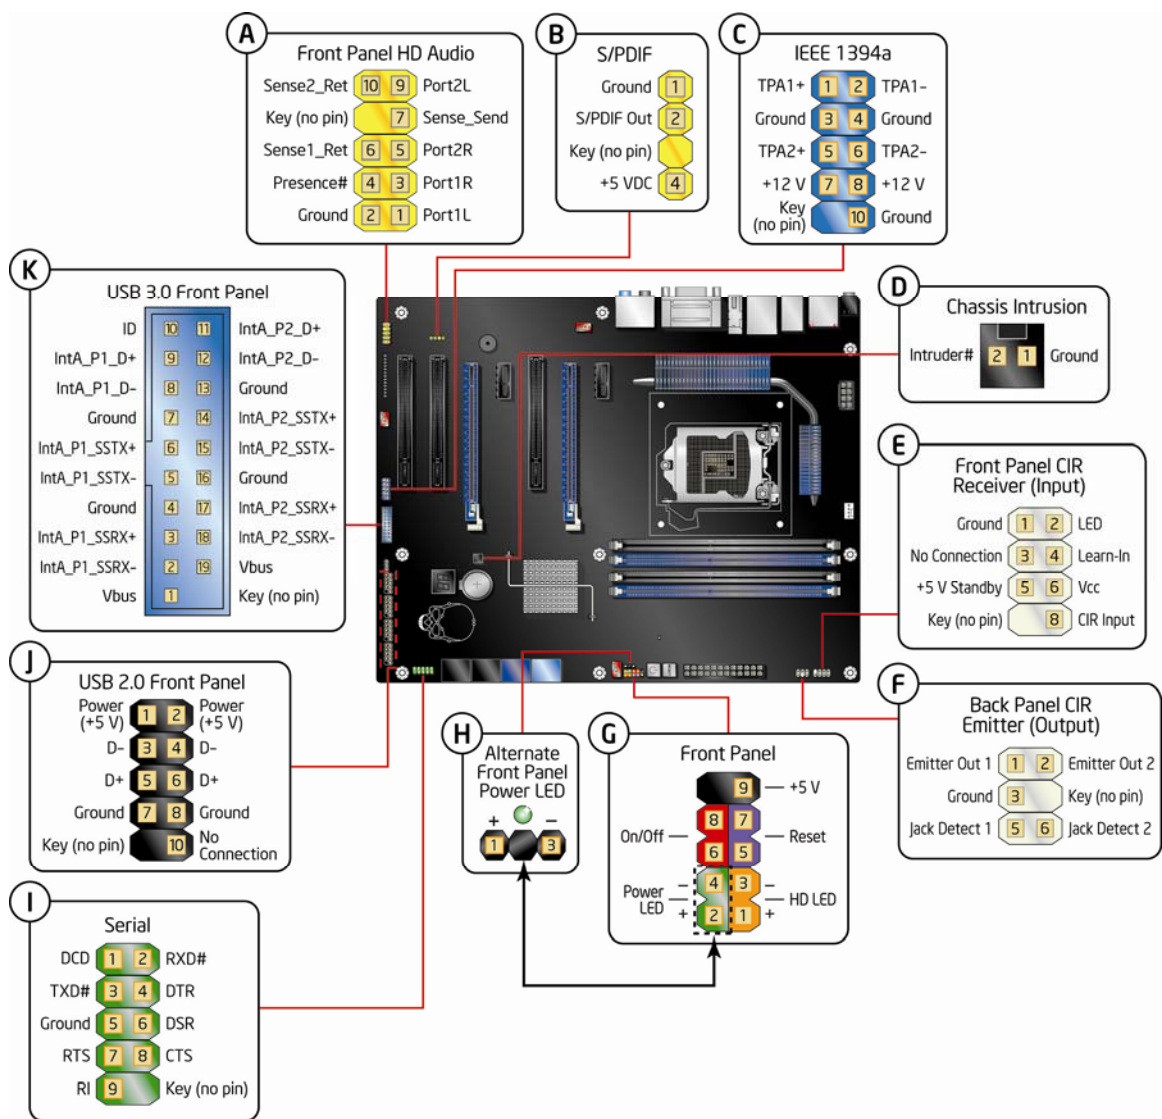 A
Front Panel HD Audio
Sense2_Ret 10 9 Port2L
Key (no pin) 7 Sense_Send
Sense1_Ret 6 5 Port2R
Presence# 4 3 Port1R
Ground 2 1 Port1L
B
S/PDIF
Ground 1
S/PDIF Out 2
Key (no pin)
+5 VDC 4
C
IEEE 1394a
TPA1+ 1 2 TPA1-
Ground 3 4 Ground
TPA2+ 5 6 TPA2-
+12 V 7 8 +12 V
Key
(no pin) 10 Ground
K
USB 3.0 Front Panel
ID 10 11 IntA_P2_D+
IntA_P1_D+ 9 12 IntA_P2_D-
IntA_P1_D- 8 13 Ground
Ground 7 14 IntA_P2_SSTX+
IntA_P1_SSTX+ 6 15 IntA_P2_SSTX-
IntA_P1_SSTX- 5 16 Ground
Ground 4 17 IntA_P2_SSRX+
IntA_P1_SSRX+ 3 18 IntA_P2_SSRX-
IntA_P1_SSRX- 2 19 Vbus
Vbus 1 Key (no pin)
D
Chassis Intrusion
Intruder# 2 1 Ground
E
Front Panel CIR
Receiver (Input)
Ground 1 2 LED
No Connection 3 4 Learn-In
+5 V Standby 5 6 Vcc
Key (no pin) 8 CIR Input
J
USB 2.0 Front Panel
Power
(+5 V) 1 2 Power
(+5 V)
D- 3 4 D-
D+ 5 6 D+
Ground 7 8 Ground
Key (no pin) 10 No
Connection
H
Alternate
Front Panel
Power LED
+ -
1 3
G
Front Panel
9 +5 V
On/Off 8 7 Reset
6 5
Power
LED - 4 3 - HD LED
+ 2 1 +
F
Back Panel CIR
Emitter (Output)
Emitter Out 1 1 2 Emitter Out 2
Ground 3 Key (no pin)
Jack Detect 1 5 6 Jack Detect 2
I
Serial
DCD 1 2 RXD#
TXD# 3 4 DTR
Ground 5 6 DSR
RTS 7 8 CTS
RI 9 Key (no pin)